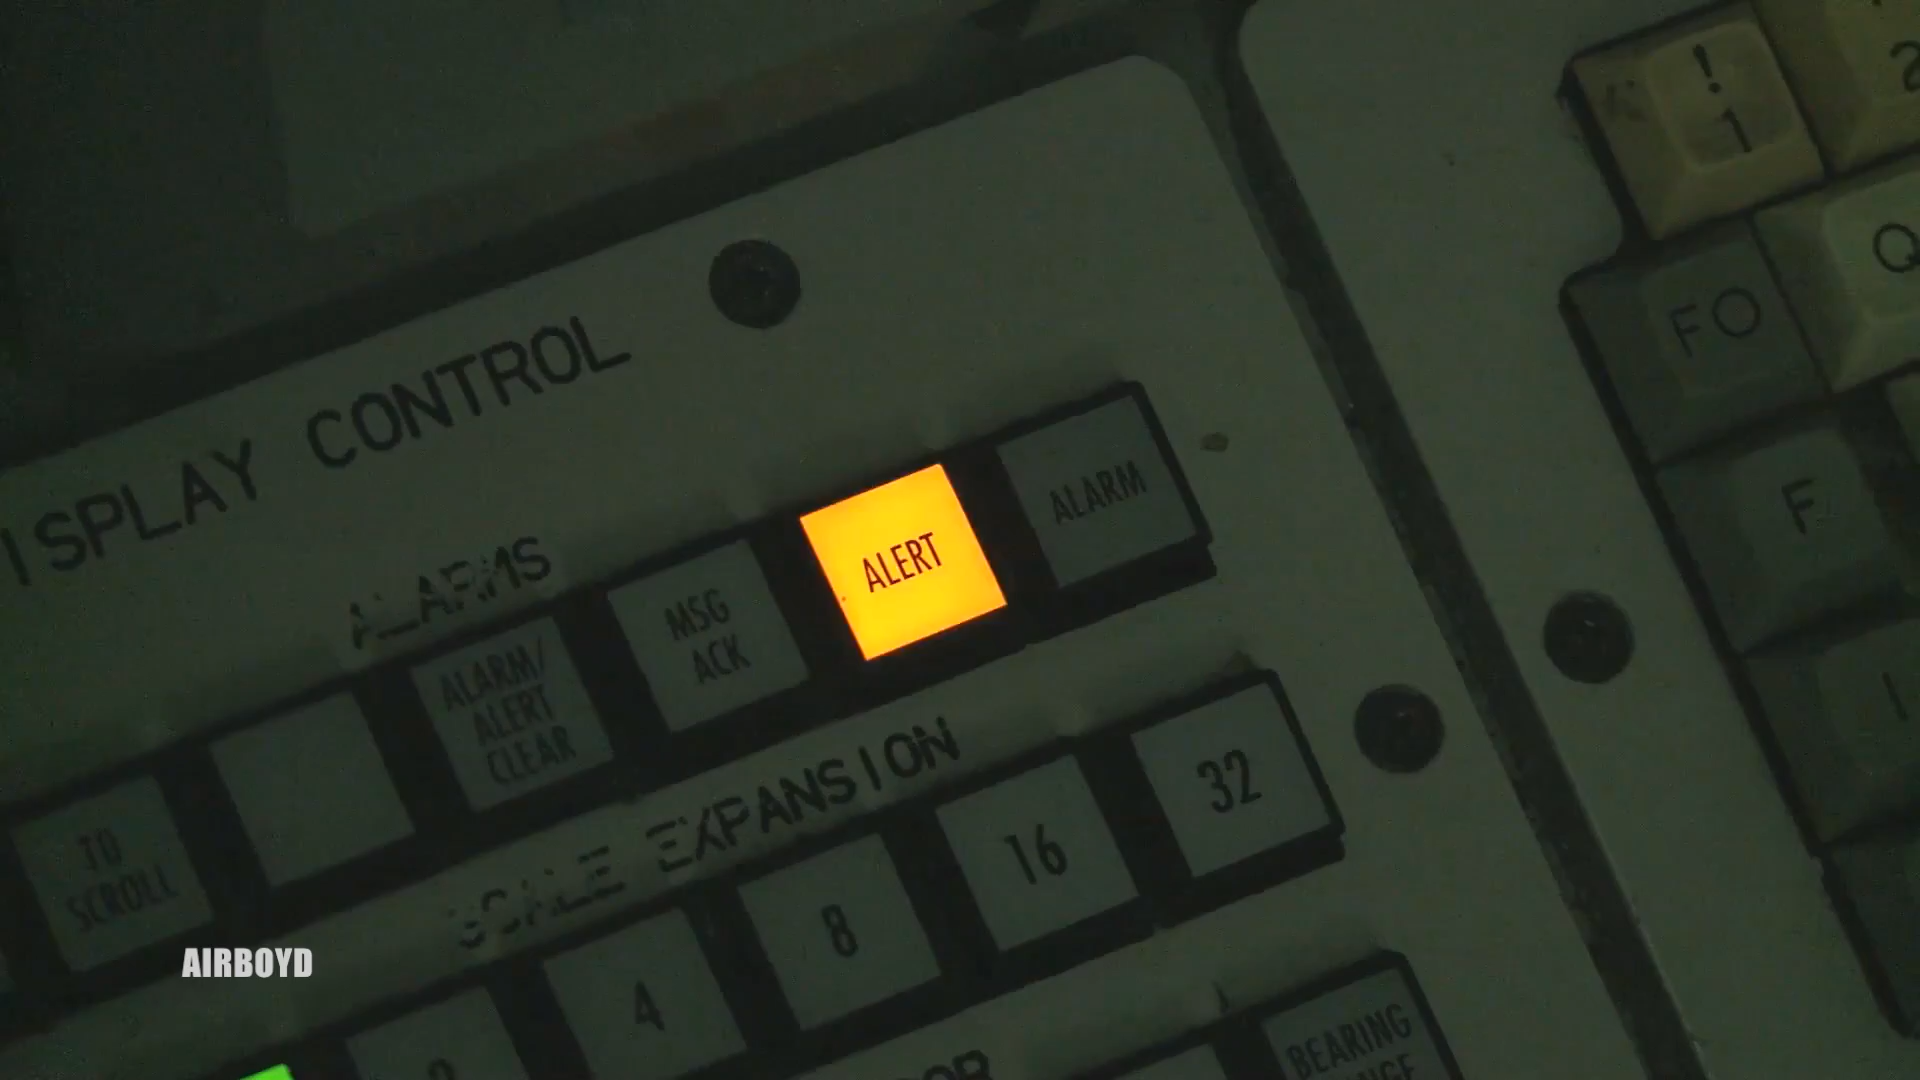 ! 1
2
Q
FO
F
ISPLAY CONTROL
ALARMS
TO
SCROLL
ALARM/
ALERT
CLEAR
MSG
ACK
ALERT
ALARM
SCALE EXPANSION
4
8
16
32
BEARING
AIRBOYD